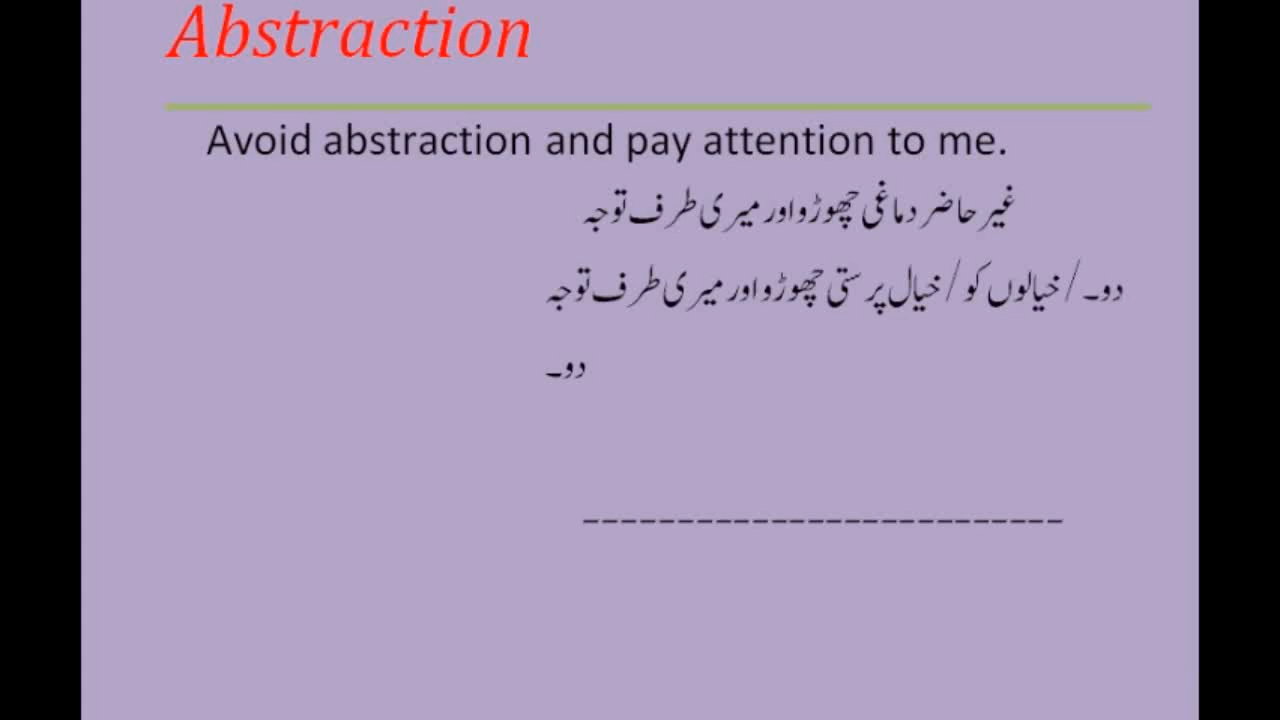 Abstraction
Avoid abstraction and pay attention to me.
غیر حاضر دماغی چھوڑو اور میری طرف توجہ
دو۔ / خیالوں کو / خیال پرستی چھوڑو اور میری طرف توجہ
دو۔
--------------------------